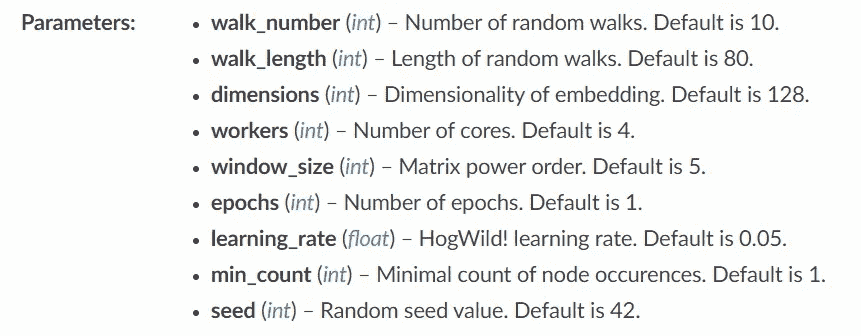 Parameters: • walk_number (int) – Number of random walks. Default is 10.
• walk_length (int) – Length of random walks. Default is 80.
• dimensions (int) – Dimensionality of embedding. Default is 128.
• workers (int) – Number of cores. Default is 4.
• window_size (int) – Matrix power order. Default is 5.
• epochs (int) – Number of epochs. Default is 1.
• learning_rate (float) – HogWild! learning rate. Default is 0.05.
• min_count (int) – Minimal count of node occurences. Default is 1.
• seed (int) – Random seed value. Default is 42.